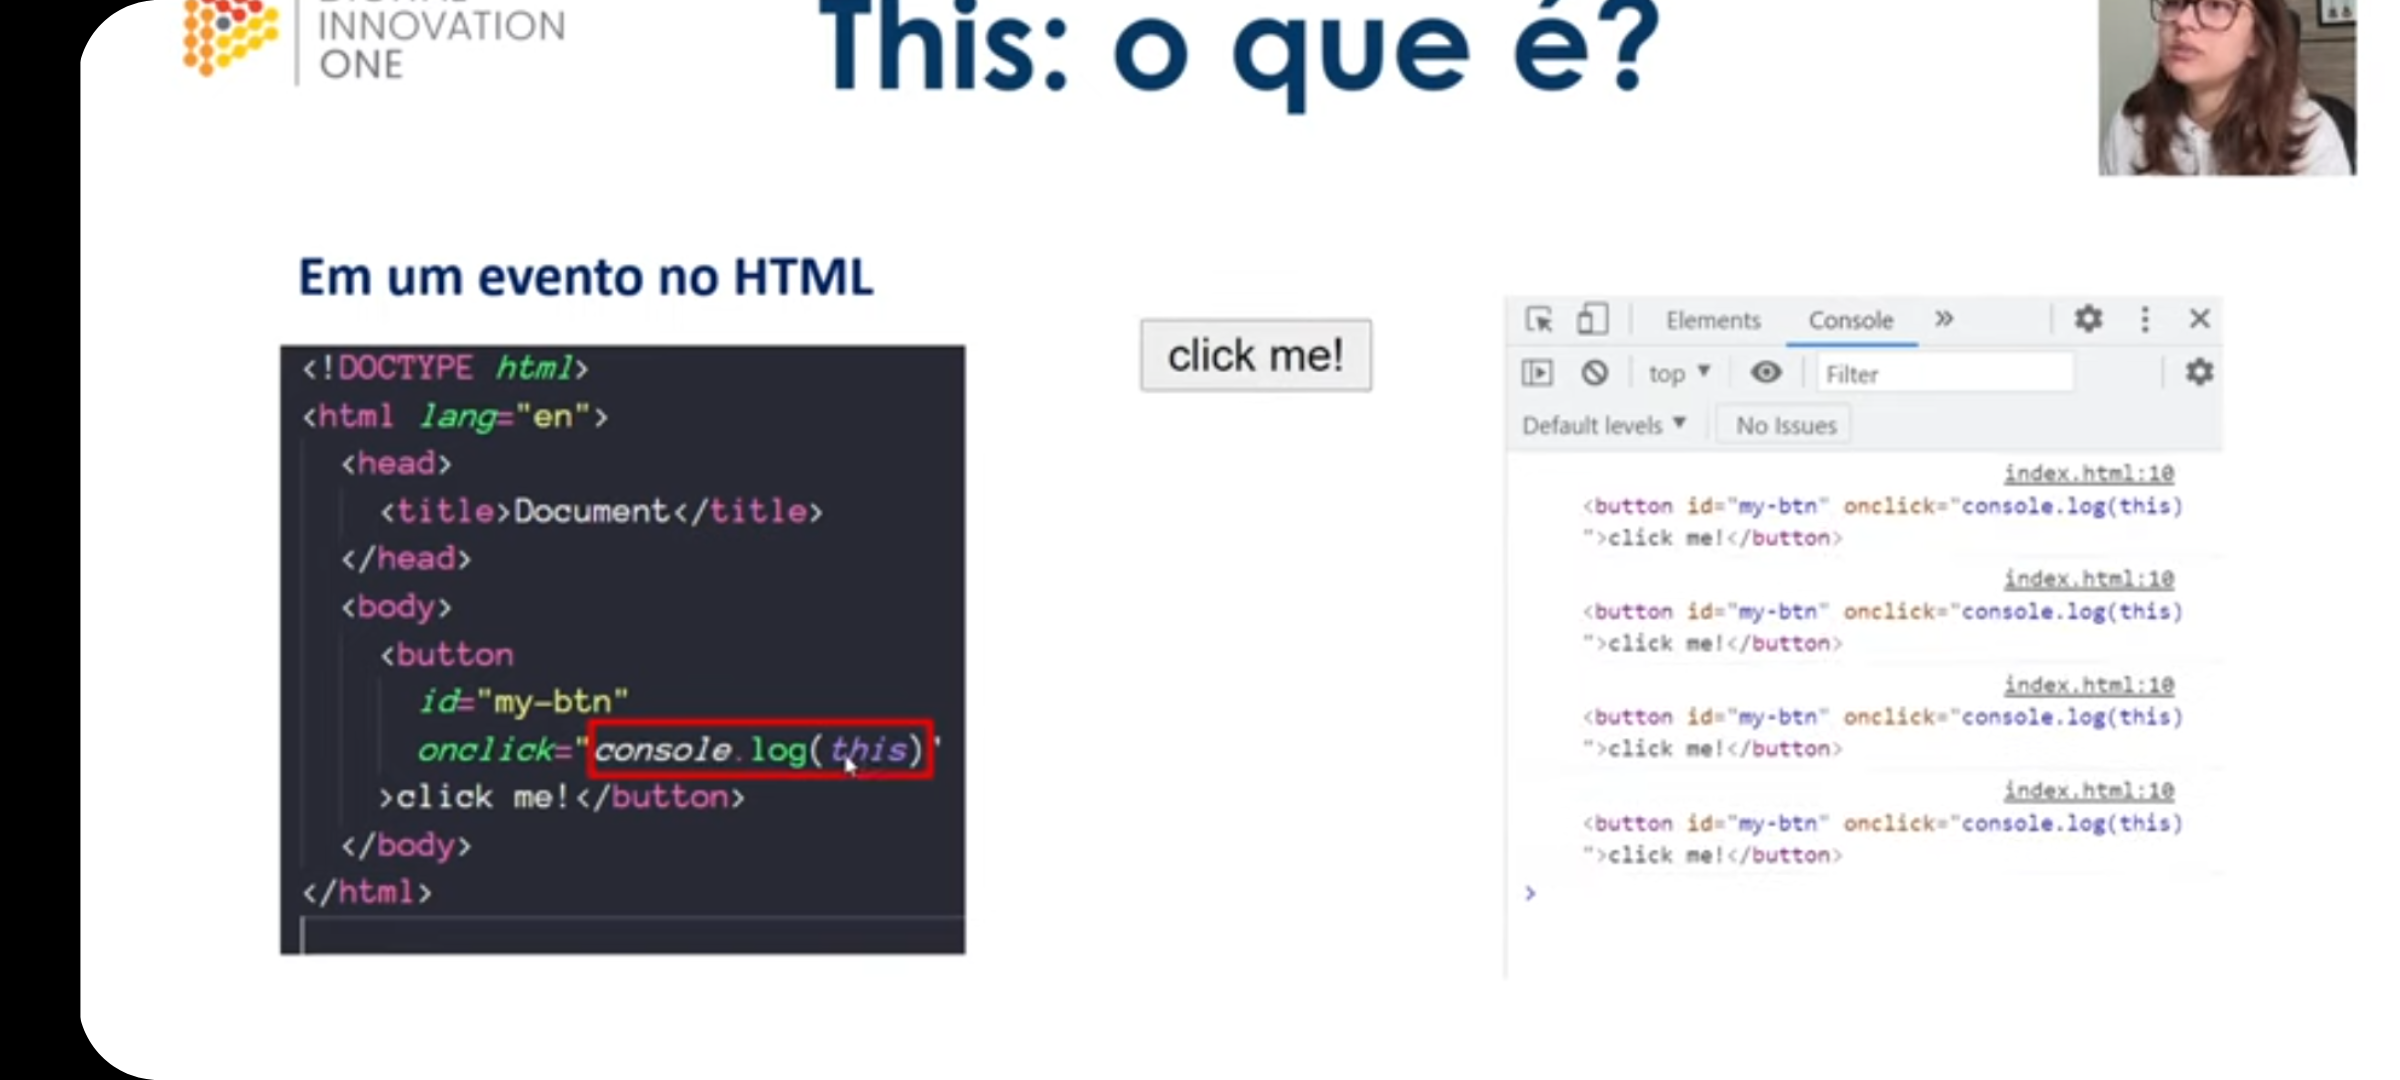 INNOVATION
ONE
This: o que é?
Em um evento no HTML
<!DOCTYPE html>
<html lang="en">
<head>
<title>Document</title>
</head>
<body>
<button
id="my-btn"
onclick="console.log(this)"
>click me!</button>
</body>
</html>
click me!
Elements Console »
top ▼ Filter
Default levels ▼ No Issues
index.html:10
<button id="my-btn" onclick="console.log(this)
">click me!</button>
index.html:10
<button id="my-btn" onclick="console.log(this)
">click me!</button>
index.html:10
<button id="my-btn" onclick="console.log(this)
">click me!</button>
index.html:10
<button id="my-btn" onclick="console.log(this)
">click me!</button>
>